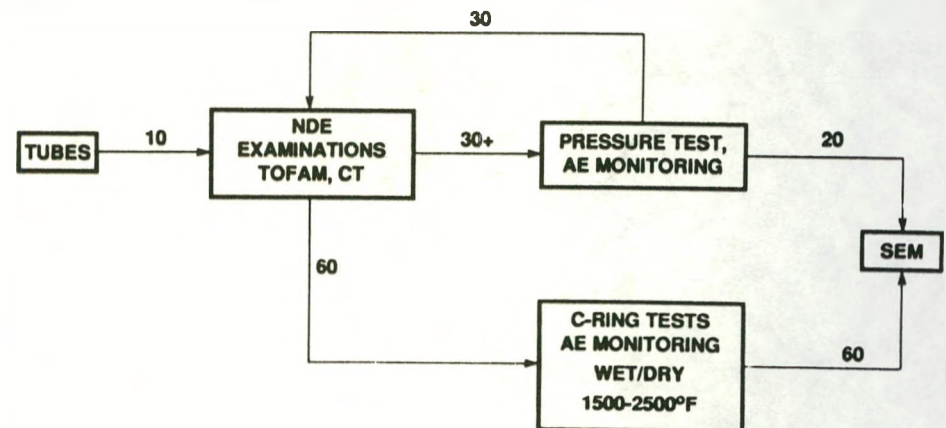 30
TUBES
10
NDE
EXAMINATIONS
TOFAM, CT
30+
PRESSURE TEST,
AE MONITORING
20
SEM
60
C-RING TESTS
AE MONITORING
WET/DRY
1500-2500ºF
60